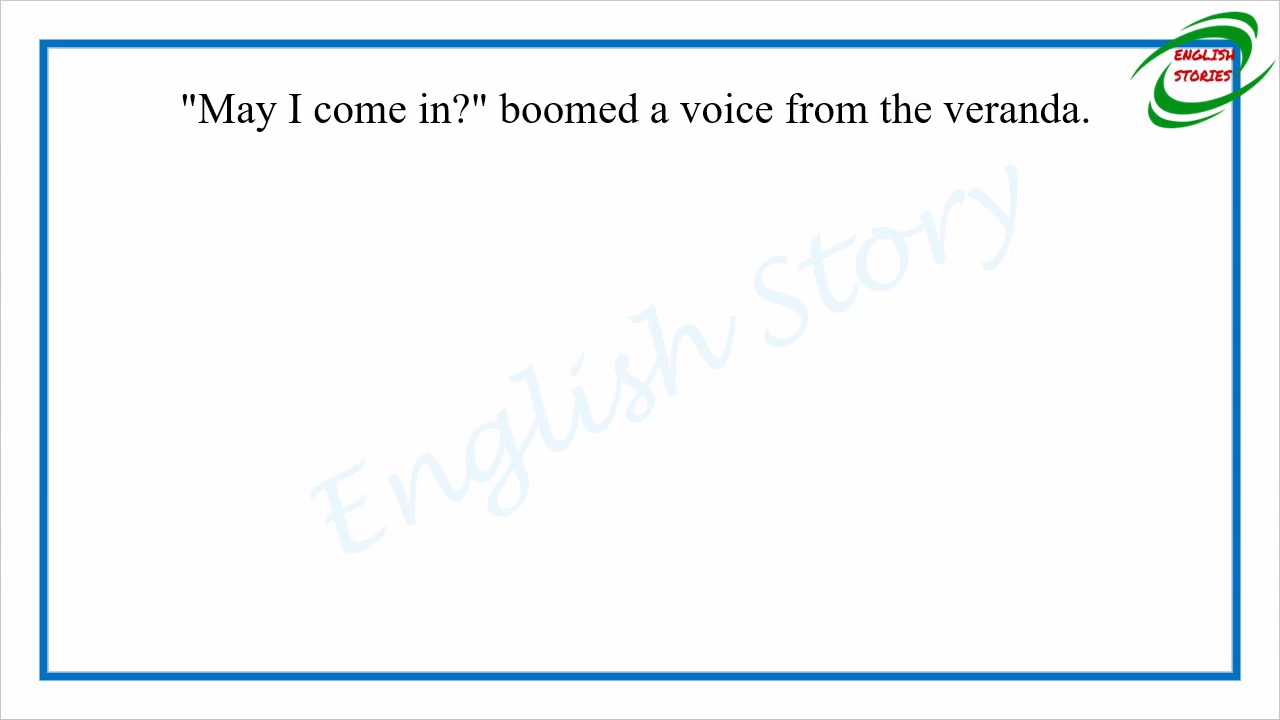 ENGLISH
STORIES
"May I come in?" boomed a voice from the veranda.
English Story